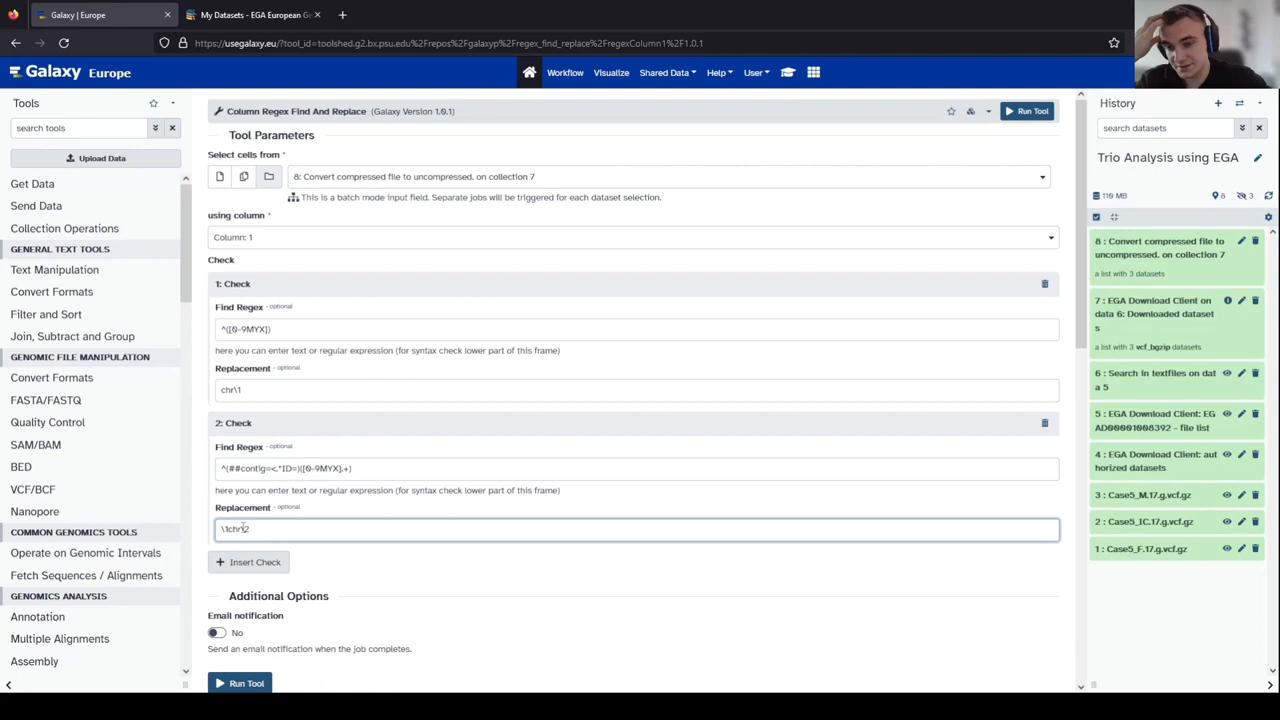 Galaxy | Europe
My Datasets - EGA European Ge
https://usegalaxy.eu/?tool_id=toolshed.g2.bx.psu.edu%2Frepos%2Fgalaxyp%2Fregex_find_replace%2FregexColumn1%2F1.0.1
Galaxy Europe
Workflow Visualize Shared Data Help User
Tools
search tools
Upload Data
Get Data
Send Data
Collection Operations
GENERAL TEXT TOOLS
Text Manipulation
Convert Formats
Filter and Sort
Join, Subtract and Group
GENOMIC FILE MANIPULATION
Convert Formats
FASTA/FASTQ
Quality Control
SAM/BAM
BED
VCF/BCF
Nanopore
COMMON GENOMICS TOOLS
Operate on Genomic Intervals
Fetch Sequences / Alignments
GENOMICS ANALYSIS
Annotation
Multiple Alignments
Assembly
Column Regex Find And Replace (Galaxy Version 1.0.1)
Run Tool
Tool Parameters
Select cells from *
8: Convert compressed file to uncompressed. on collection 7
This is a batch mode input field. Separate jobs will be triggered for each dataset selection.
using column *
Column: 1
Check
1: Check
Find Regex - optional
^([0-9MYX])
here you can enter text or regular expression (for syntax check lower part of this frame)
Replacement - optional
chr\1
2: Check
Find Regex - optional
^(##contig=<.*ID=)([0-9MYX].+)
here you can enter text or regular expression (for syntax check lower part of this frame)
Replacement - optional
\1chr\2
Insert Check
Additional Options
Email notification
No
Send an email notification when the job completes.
Run Tool
History
search datasets
Trio Analysis using EGA
119 MB
8
3
8 : Convert compressed file to
uncompressed. on collection 7
a list with 3 datasets
7 : EGA Download Client on
data 6: Downloaded dataset
s
a list with 3 vcf_bgzip datasets
6 : Search in textfiles on dat
a 5
5 : EGA Download Client: EG
AD00001008392 - file list
4 : EGA Download Client: aut
horized datasets
3 : Case5_M.17.g.vcf.gz
2 : Case5_IC.17.g.vcf.gz
1 : Case5_F.17.g.vcf.gz